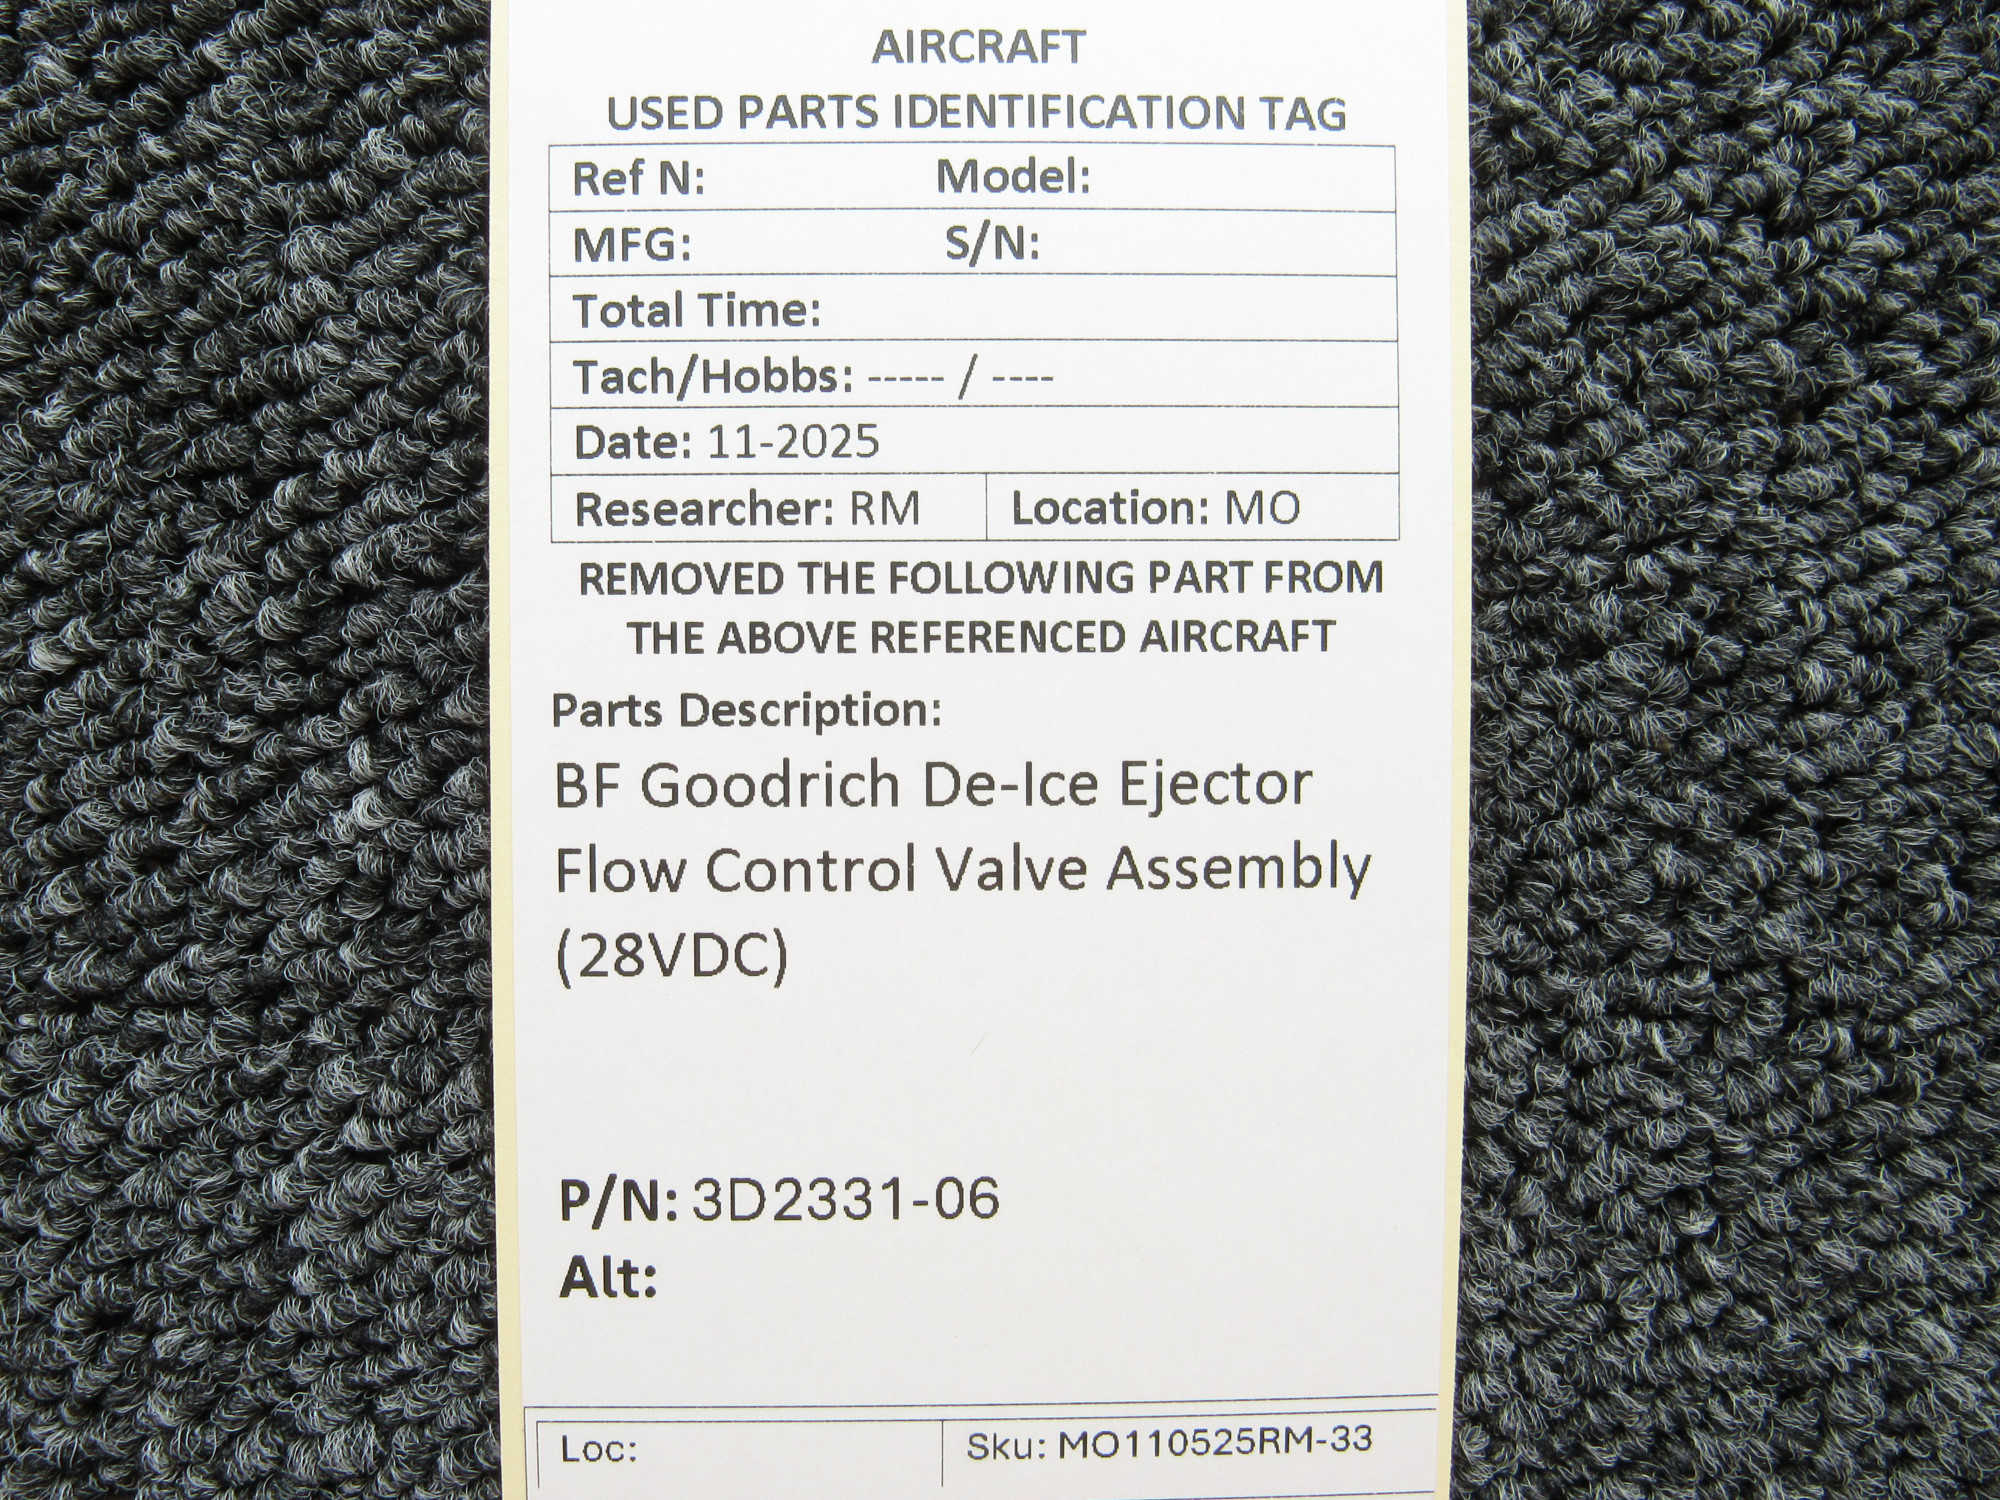 AIRCRAFT
USED PARTS IDENTIFICATION TAG
Ref N: Model:
MFG: S/N:
Total Time:
Tach/Hobbs: ----- / ----
Date: 11-2025
Researcher: RM Location: MO
REMOVED THE FOLLOWING PART FROM
THE ABOVE REFERENCED AIRCRAFT
Parts Description:
BF Goodrich De-Ice Ejector
Flow Control Valve Assembly
(28VDC)
P/N: 3D2331-06
Alt:
Loc: Sku: MO110525RM-33